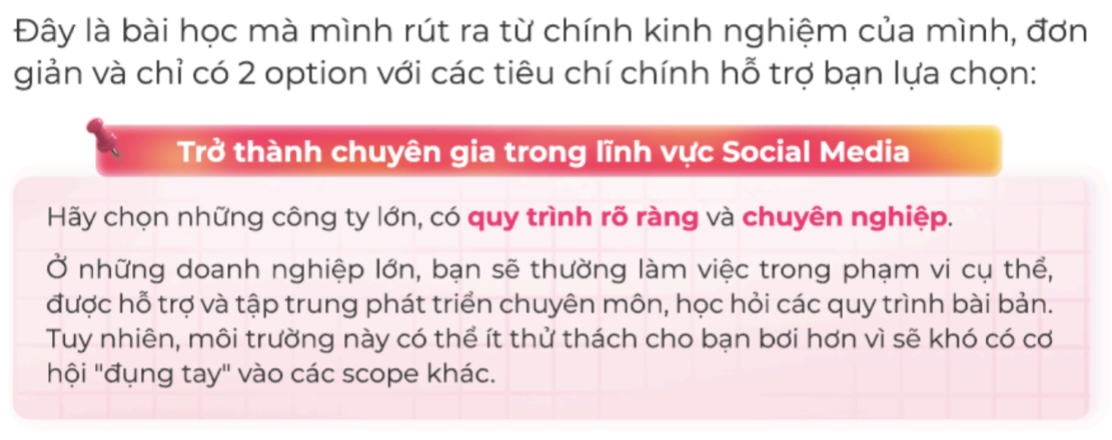 Đây là bài học mà mình rút ra từ chính kinh nghiệm của mình, đơn
giản và chỉ có 2 option với các tiêu chí chính hỗ trợ bạn lựa chọn:
Trở thành chuyên gia trong lĩnh vực Social Media
Hãy chọn những công ty lớn, có quy trình rõ ràng và chuyên nghiệp.
Ở những doanh nghiệp lớn, bạn sẽ thường làm việc trong phạm vi cụ thể,
được hỗ trợ và tập trung phát triển chuyên môn, học hỏi các quy trình bài bản.
Tuy nhiên, môi trường này có thể ít thử thách cho bạn bơi hơn vì sẽ khó có cơ
hội "đụng tay" vào các scope khác.